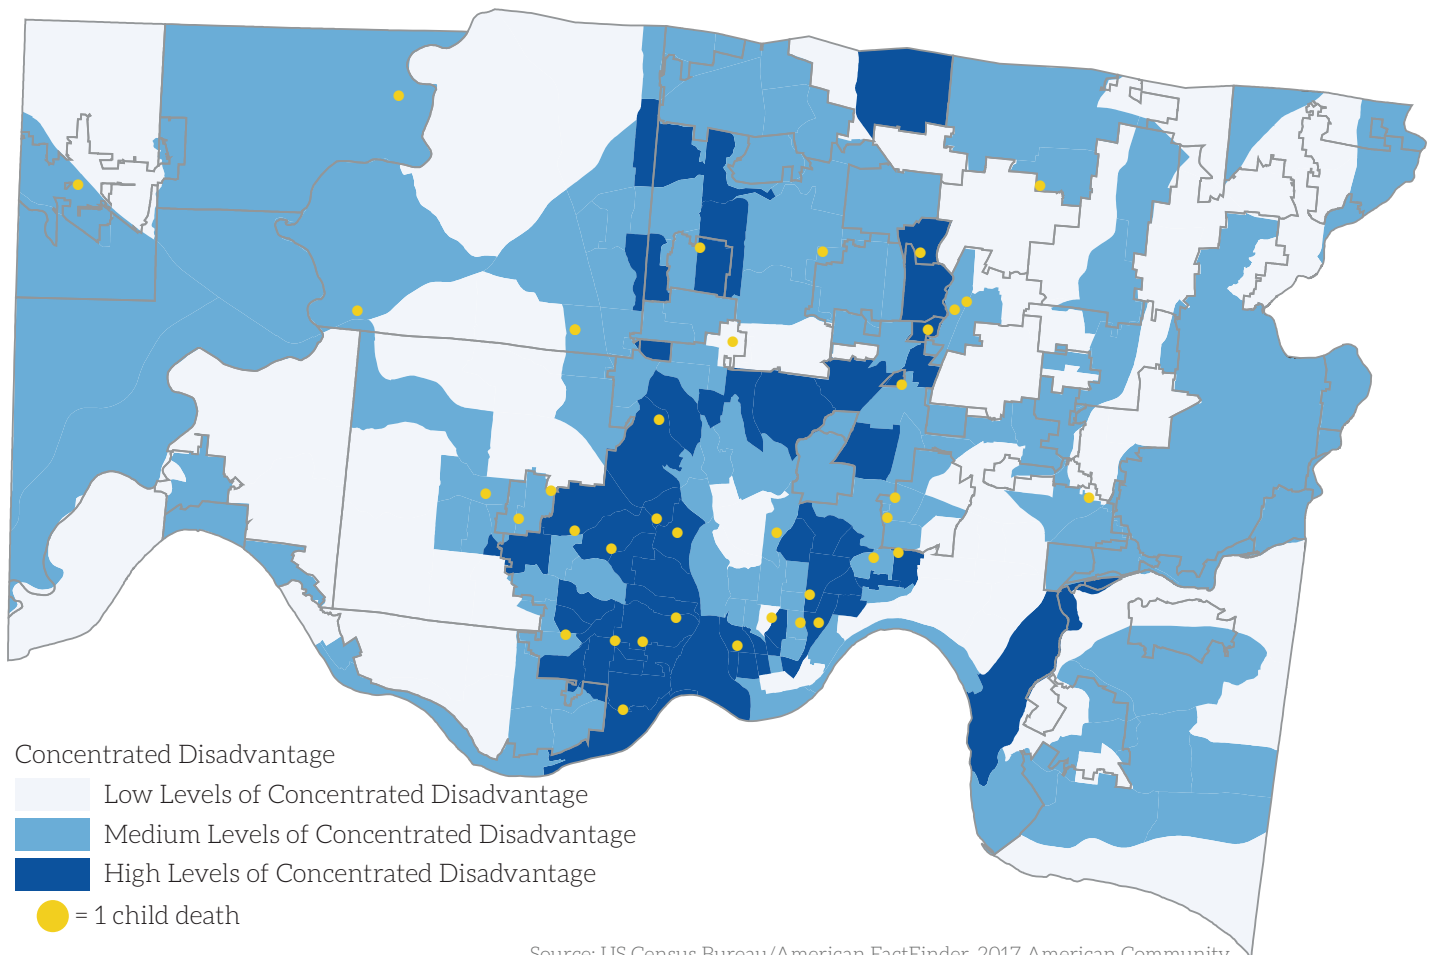 Concentrated Disadvantage
Low Levels of Concentrated Disadvantage
Medium Levels of Concentrated Disadvantage
High Levels of Concentrated Disadvantage
= 1 child death
Source: US Census Bureau/American FactFinder, 2017 American Community